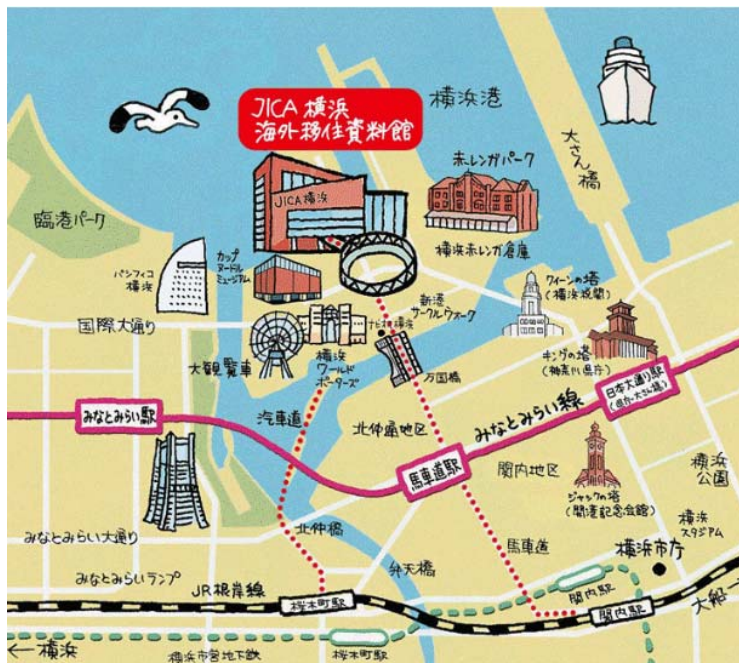 横浜港
JICA 横浜
海外移住資料館
大さん橋
赤レンガパーク
臨港パーク
JICA横浜
横浜赤レンガ倉庫
パシフィコ
横浜
カップ
ヌードル
ミュージアム
クイーンの塔
(横浜税関)
新港
サークルウォーク
国際大通り
ナビオス横浜
大観覧車
横浜
ワールド
ポーターズ
万国橋
キングの塔
(神奈川県庁)
日本大通り駅
(県庁・大さん橋)
みなとみらい駅
汽車道
北仲通地区
みなとみらい線
馬車道駅
関内地区
横浜
公園
ジャックの塔
(開港記念会館)
みなとみらい大通り
北仲橋
横浜
スタジアム
馬車道
横浜市庁
弁天橋
みなとみらいランプ
JR根岸線
桜木町駅
関内駅
関内駅
大船→
←横浜
横浜市営地下鉄
桜木町駅